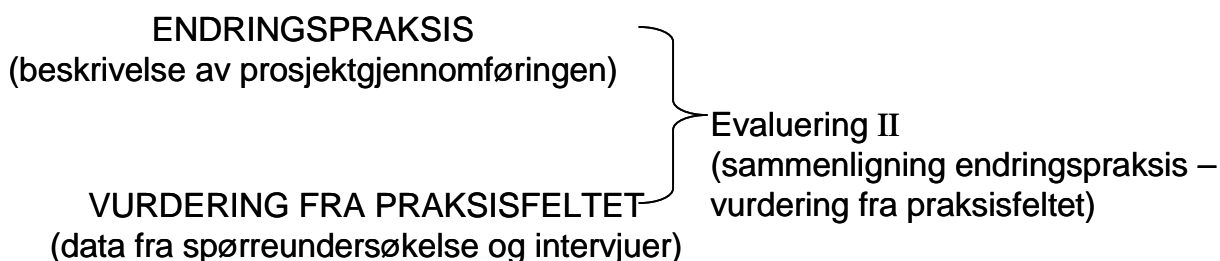 ENDRINGSPRAKSIS
(beskrivelse av prosjektgjennomføringen)
VURDERING FRA PRAKSISFELTET
(data fra spørreundersøkelse og intervjuer)
Evaluering II
(sammenligning endringspraksis –
vurdering fra praksisfeltet)